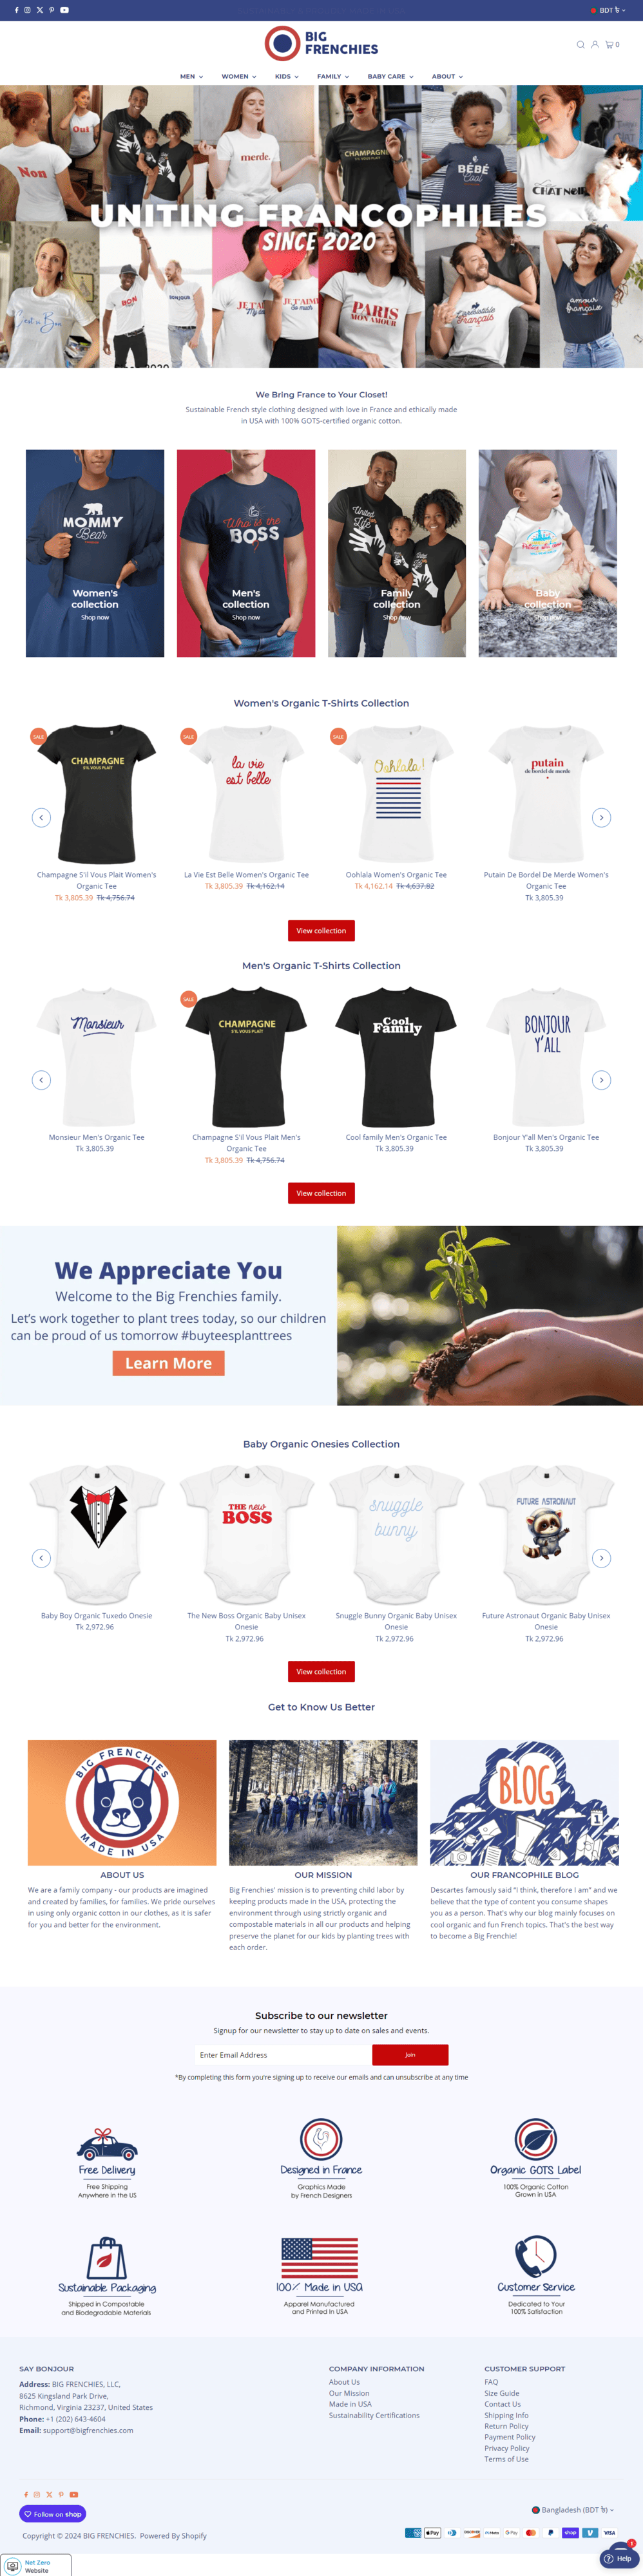 BDT ৳
BIG
FRENCHIES
0
MEN
WOMEN
KIDS
FAMILY
BABY CARE
ABOUT
Non
Oui
merde.
CHAMPAGNE
S'IL VOUS PLAIT
BÉBÉ
Cool
CHAT NOIR
UNITING FRANCOPHILES
SINCE 2020
C'est si Bon
BON
BONJOUR
JE T'AIME
JE T'AIME
So much
PARIS
MON AMOUR
Irresistible
Français
amour
française
We Bring France to Your Closet!
Sustainable French style clothing designed with love in France and ethically made
in USA with 100% GOTS-certified organic cotton.
MOMMY
Bear
Women's
collection
Shop now
Who is the
BOSS
Men's
collection
Shop now
United
Family
collection
Shop now
Baby
collection
Shop now
Women's Organic T-Shirts Collection
SALE
CHAMPAGNE
S'IL VOUS PLAIT
SALE
la vie
est belle
SALE
Oohlala!
putain
de bordel de merde
Champagne S'il Vous Plait Women's
Organic Tee
Tk 3,805.39 Tk 4,756.74
La Vie Est Belle Women's Organic Tee
Tk 3,805.39 Tk 4,162.14
Oohlala Women's Organic Tee
Tk 4,162.14 Tk 4,637.82
Putain De Bordel De Merde Women's
Organic Tee
Tk 3,805.39
View collection
Men's Organic T-Shirts Collection
Monsieur
SALE
CHAMPAGNE
S'IL VOUS PLAIT
Cool
Family
BONJOUR
Y'ALL
Monsieur Men's Organic Tee
Tk 3,805.39
Champagne S'il Vous Plait Men's
Organic Tee
Tk 3,805.39 Tk 4,756.74
Cool family Men's Organic Tee
Tk 3,805.39
Bonjour Y'all Men's Organic Tee
Tk 3,805.39
View collection
We Appreciate You
Welcome to the Big Frenchies family.
Let's work together to plant trees today, so our children
can be proud of us tomorrow #buyteesplanttrees
Learn More
Baby Organic Onesies Collection
THE new
BOSS
snuggle
bunny
FUTURE ASTRONAUT
Baby Boy Organic Tuxedo Onesie
Tk 2,972.96
The New Boss Organic Baby Unisex
Onesie
Tk 2,972.96
Snuggle Bunny Organic Baby Unisex
Onesie
Tk 2,972.96
Future Astronaut Organic Baby Unisex
Onesie
Tk 2,972.96
View collection
Get to Know Us Better
BIG FRENCHIES
MADE IN USA
BLOG
ABOUT US
We are a family company - our products are imagined
and created by families, for families. We pride ourselves
in using only organic cotton in our clothes, as it is safer
for you and better for the environment.
OUR MISSION
Big Frenchies' mission is to preventing child labor by
keeping products made in the USA, protecting the
environment through using strictly organic and
compostable materials in all our products and helping
preserve the planet for our kids by planting trees with
each order.
OUR FRANCOPHILE BLOG
Descartes famously said "I think, therefore I am" and we
believe that the type of content you consume shapes
you as a person. That's why our blog mainly focuses on
cool organic and fun French topics. That's the best way
to become a Big Frenchie!
Subscribe to our newsletter
Signup for our newsletter to stay up to date on sales and events.
Enter Email Address
Join
*By completing this form you're signing up to receive our emails and can unsubscribe at any time
Free Delivery
Free Shipping
Anywhere in the US
Designed in France
Graphics Made
by French Designers
Organic GOTS Label
100% Organic Cotton
Grown in USA
Sustainable Packaging
Shipped in Compostable
and Biodegradable Materials
100% Made in USA
Apparel Manufactured
and Printed in USA
Customer Service
Dedicated to Your
100% Satisfaction
SAY BONJOUR
Address: BIG FRENCHIES, LLC,
8625 Kingsland Park Drive,
Richmond, Virginia 23237, United States
Phone: +1 (202) 643-4604
Email: support@bigfrenchies.com
COMPANY INFORMATION
About Us
Our Mission
Made In USA
Sustainability Certifications
CUSTOMER SUPPORT
FAQ
Size Guide
Contact Us
Shipping Info
Return Policy
Payment Policy
Privacy Policy
Terms of Use
Follow on shop
Bangladesh (BDT ৳)
Copyright © 2024 BIG FRENCHIES. Powered By Shopify
Pay
DISCOVER
G Pay
shop
VISA
1
Help
Net Zero
Website